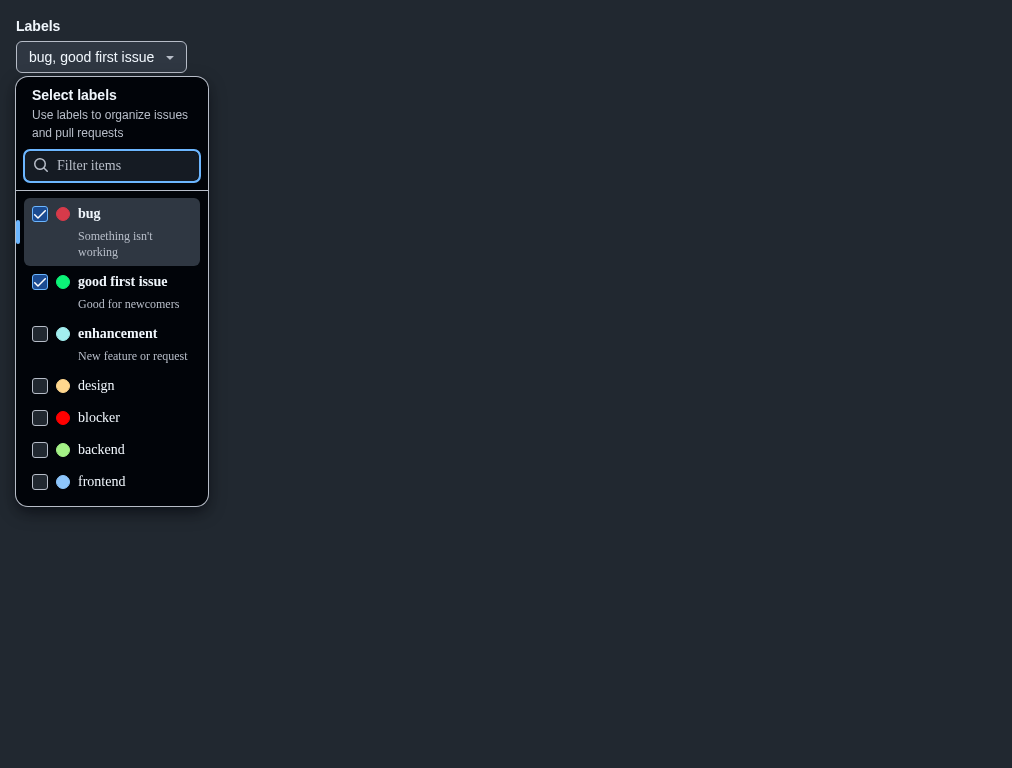 Labels
bug, good first issue
Select labels
Use labels to organize issues
and pull requests
Filter items
bug
Something isn't
working
good first issue
Good for newcomers
enhancement
New feature or request
design
blocker
backend
frontend